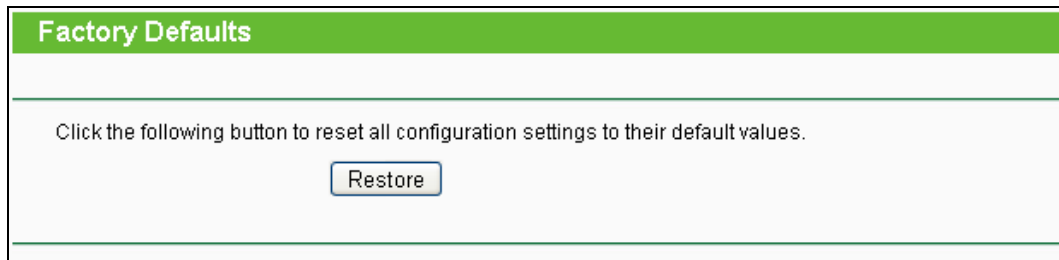 Factory Defaults
Click the following button to reset all configuration settings to their default values.
Restore